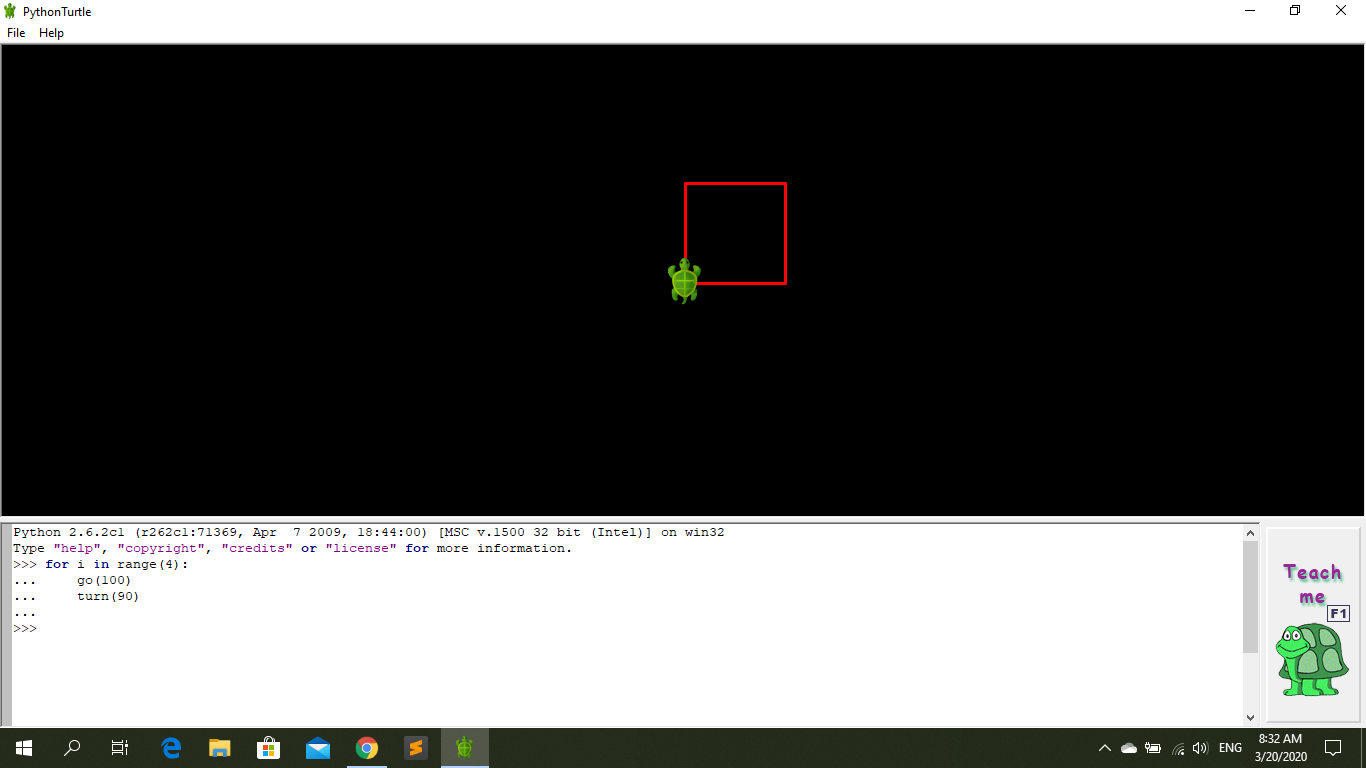 PythonTurtle
File Help
Python 2.6.2c1 (r262c1:71369, Apr  7 2009, 18:44:00) [MSC v.1500 32 bit (Intel)] on win32
Type "help", "copyright", "credits" or "license" for more information.
>>> for i in range(4):
...     go(100)
...     turn(90)
...
>>>
Teach
me
F1
ENG
8:32 AM
3/20/2020